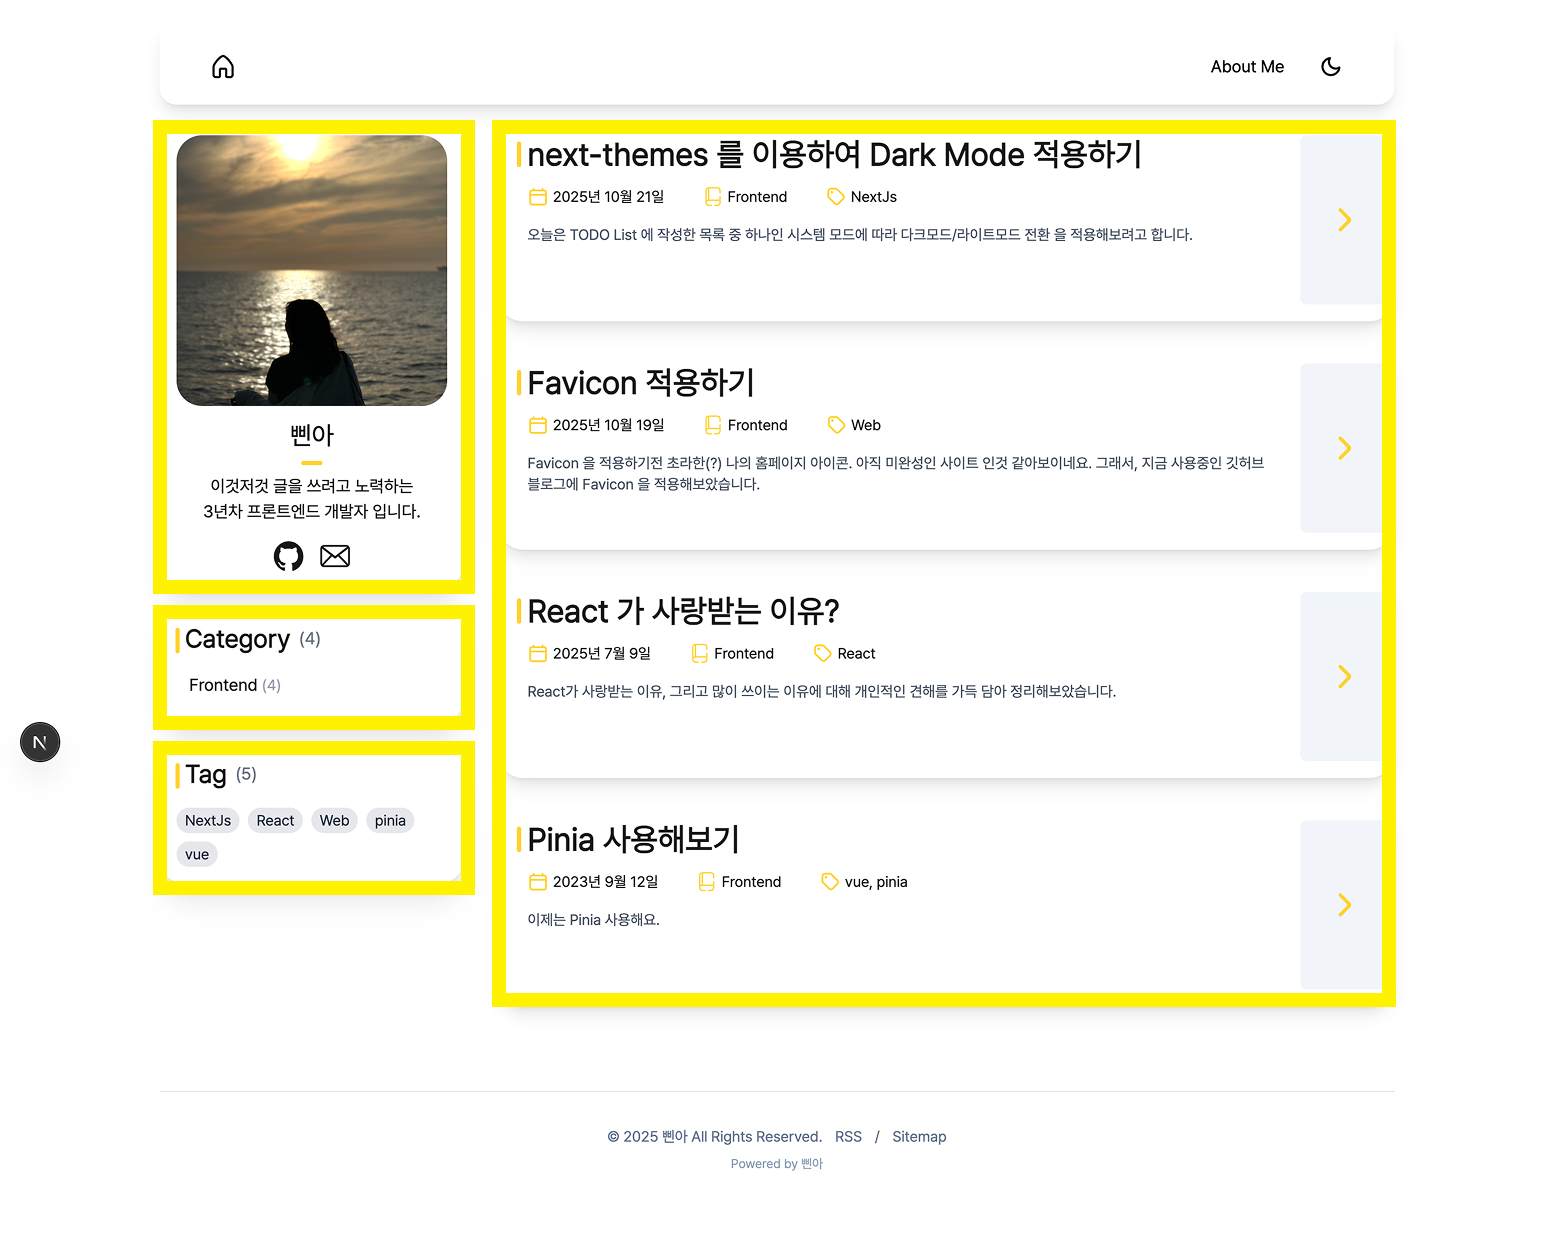 About Me
삔아
이것저것 글을 쓰려고 노력하는
3년차 프론트엔드 개발자 입니다.
Category (4)
Frontend (4)
Tag (5)
NextJs React Web pinia
vue
next-themes 를 이용하여 Dark Mode 적용하기
2025년 10월 21일 Frontend NextJs
오늘은 TODO List 에 작성한 목록 중 하나인 시스템 모드에 따라 다크모드/라이트모드 전환 을 적용해보려고 합니다.
Favicon 적용하기
2025년 10월 19일 Frontend Web
Favicon 을 적용하기전 초라한(?) 나의 홈페이지 아이콘. 아직 미완성인 사이트 인것 같아보이네요. 그래서, 지금 사용중인 깃허브
블로그에 Favicon 을 적용해보았습니다.
React 가 사랑받는 이유?
2025년 7월 9일 Frontend React
React가 사랑받는 이유, 그리고 많이 쓰이는 이유에 대해 개인적인 견해를 가득 담아 정리해보았습니다.
Pinia 사용해보기
2023년 9월 12일 Frontend vue, pinia
이제는 Pinia 사용해요.
N
© 2025 삔아 All Rights Reserved. RSS / Sitemap
Powered by 삔아